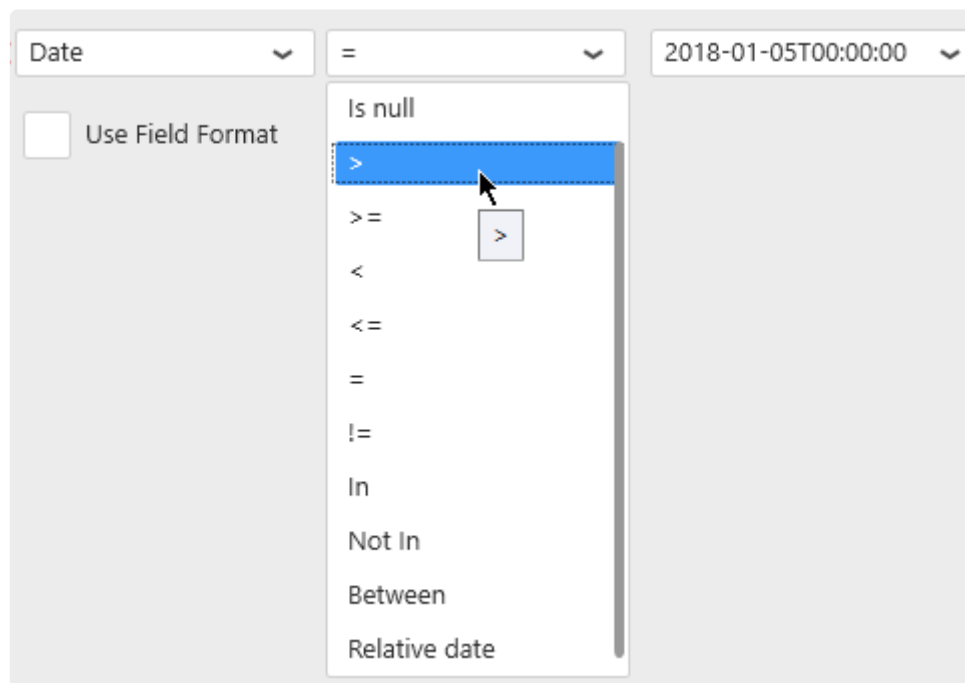 Date
=
2018-01-05T00:00:00
Use Field Format
Is null
>
>=
>
<
<=
=
!=
In
Not In
Between
Relative date